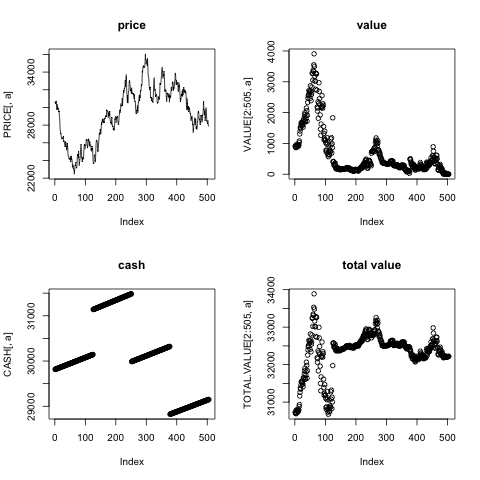 price
PRICE[, a]
22000 28000 34000
0 100 200 300 400 500
Index
value
VALUE[2:505, a]
0 1000 2000 3000 4000
0 100 200 300 400 500
Index
cash
CASH[, a]
29000 30000 31000
0 100 200 300 400 500
Index
total value
TOTAL.VALUE[2:505, a]
31000 32000 33000 34000
0 100 200 300 400 500
Index